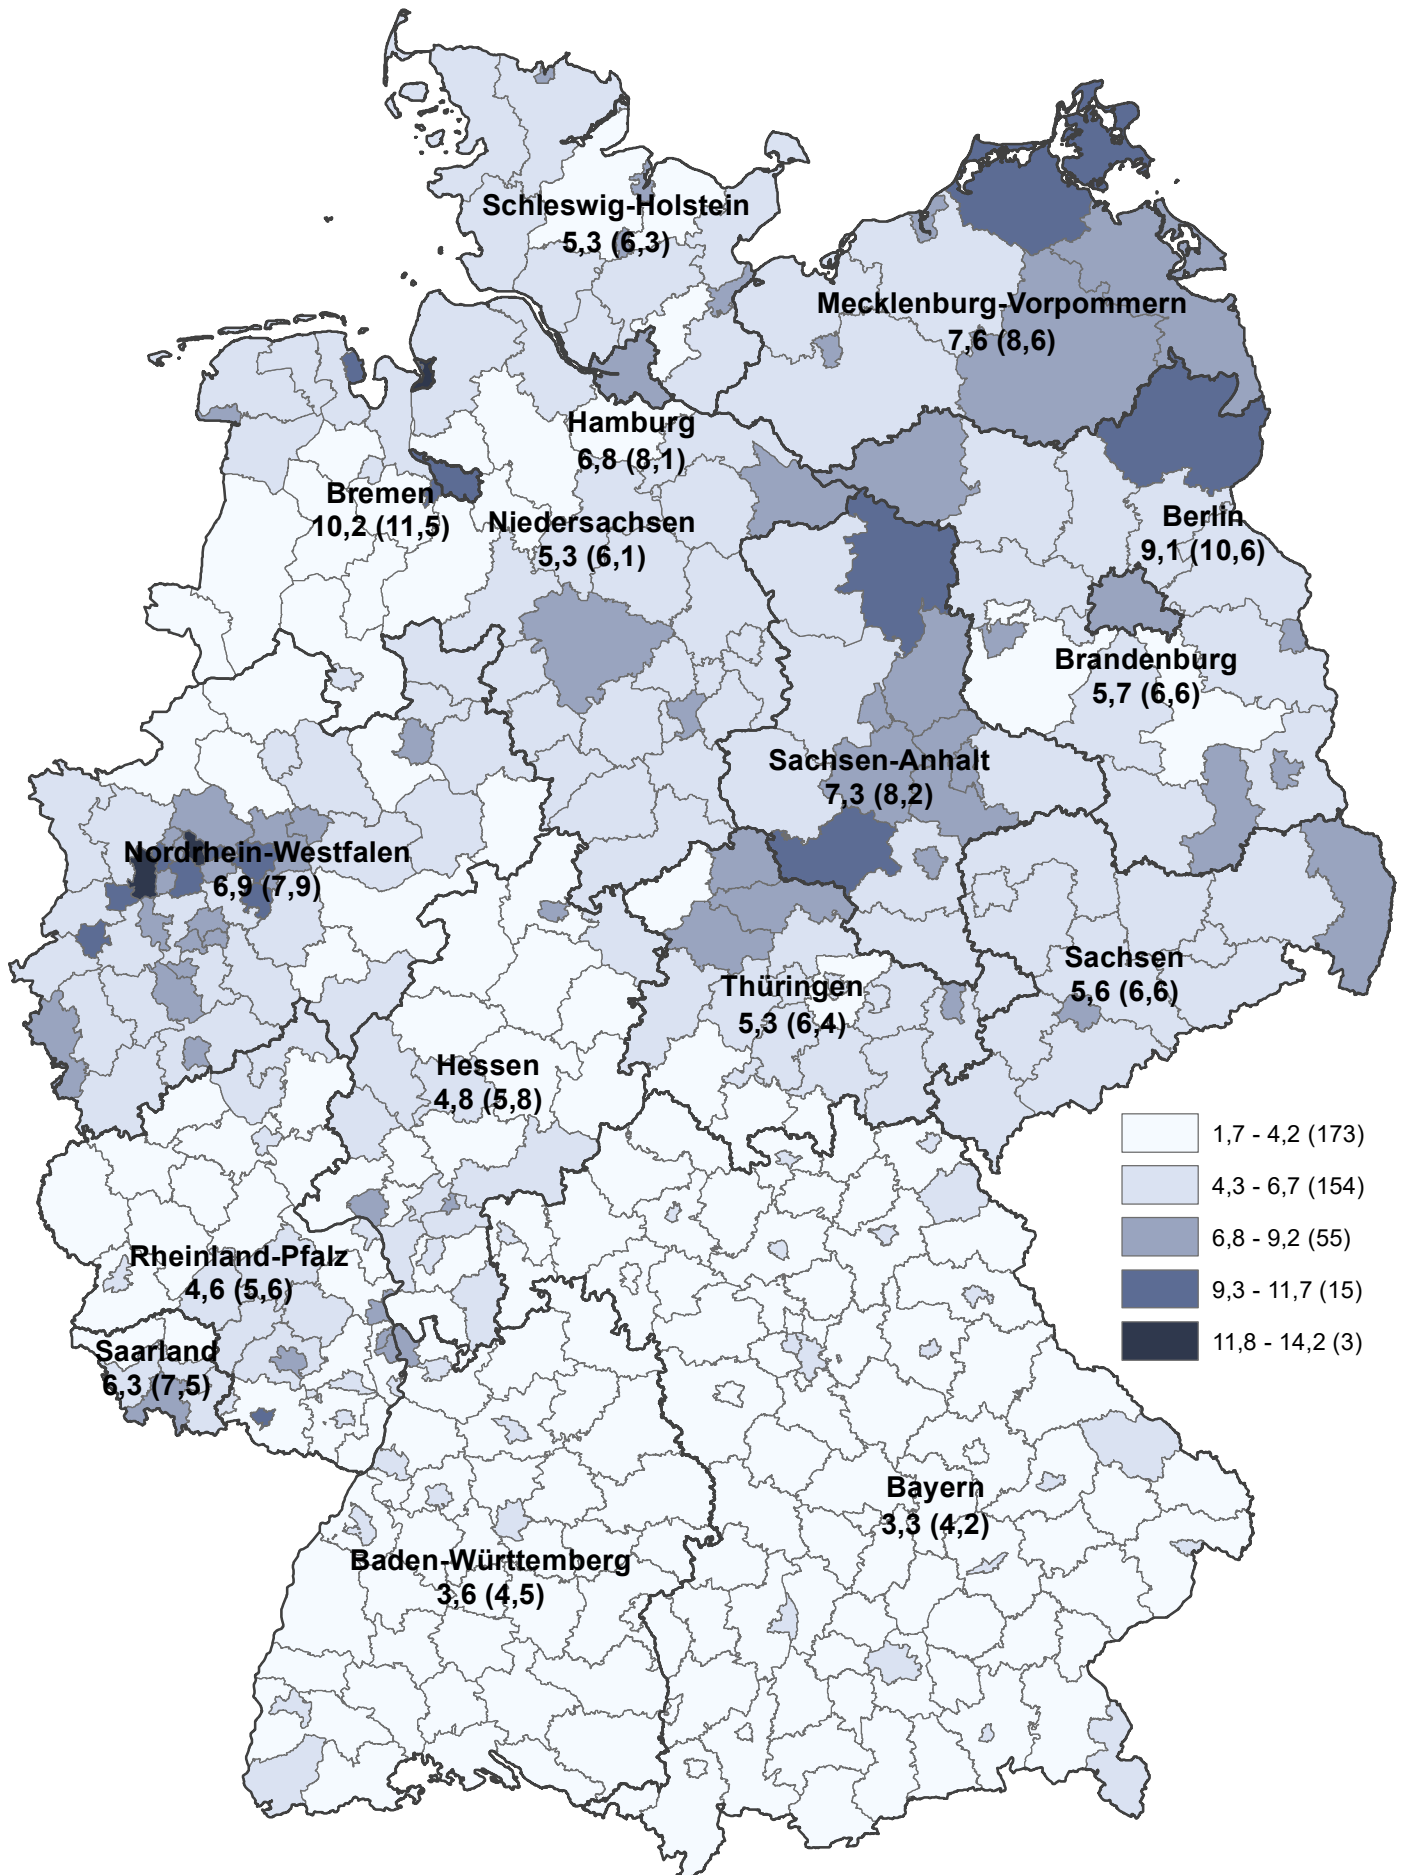 Schleswig-Holstein
5,3 (6,3)
Mecklenburg-Vorpommern
7,6 (8,6)
Hamburg
6,8 (8,1)
Bremen
10,2 (11,5)
Niedersachsen
5,3 (6,1)
Berlin
9,1 (10,6)
Brandenburg
5,7 (6,6)
Sachsen-Anhalt
7,3 (8,2)
Nordrhein-Westfalen
6,9 (7,9)
Sachsen
5,6 (6,6)
Thüringen
5,3 (6,4)
Hessen
4,8 (5,8)
1,7 - 4,2 (173)
4,3 - 6,7 (154)
6,8 - 9,2 (55)
9,3 - 11,7 (15)
11,8 - 14,2 (3)
Rheinland-Pfalz
4,6 (5,6)
Saarland
6,3 (7,5)
Bayern
3,3 (4,2)
Baden-Württemberg
3,6 (4,5)